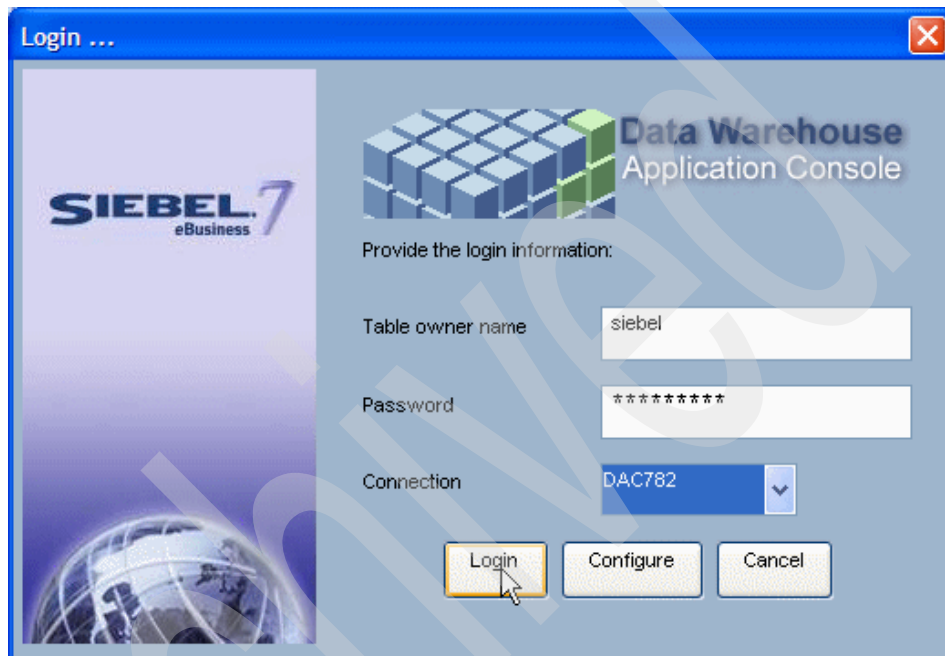 Login ...
SIEBEL. 7
eBusiness
Data Warehouse
Application Console
Provide the login information:
Table owner name
siebel
Password
*********
Connection
DAC782
Login
Configure
Cancel